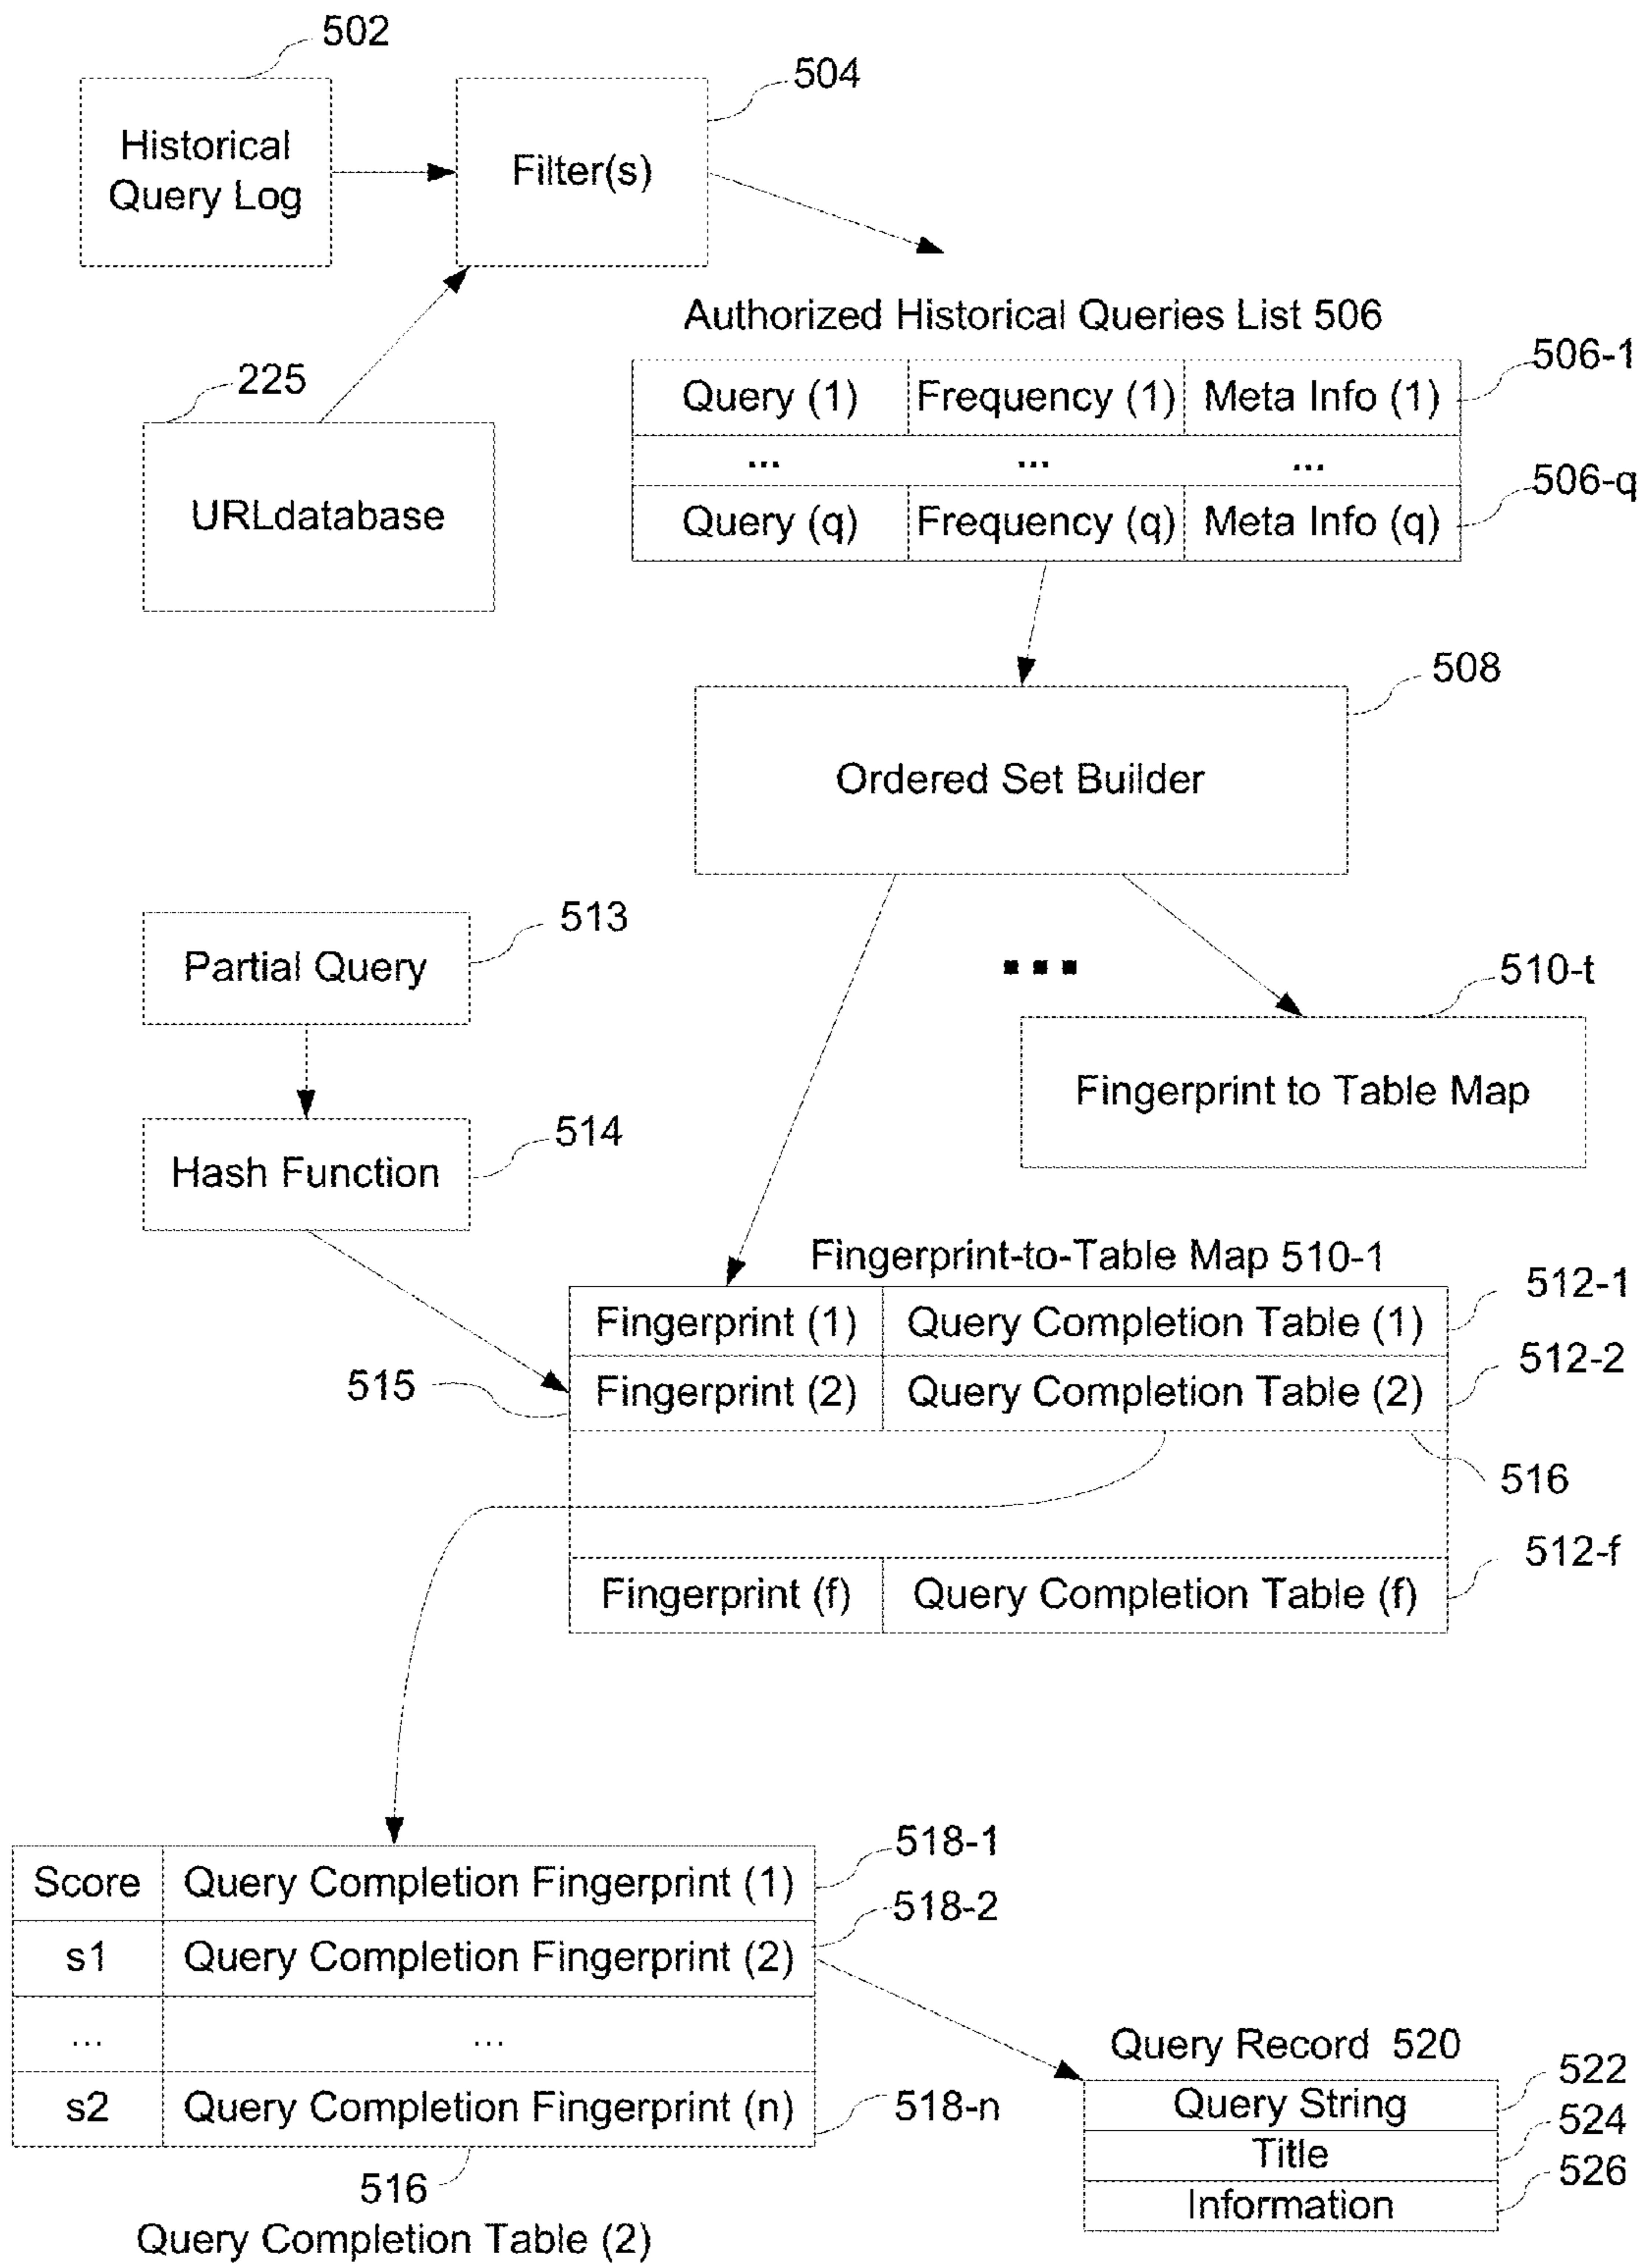 502
504
Historical
Query Log
Filter(s)
Authorized Historical Queries List 506
225
506-1
Query (1) Frequency (1) Meta Info (1)
... ... ...
506-q
URLdatabase
Query (q) Frequency (q) Meta Info (q)
508
Ordered Set Builder
513
Partial Query
...
510-t
Fingerprint to Table Map
514
Hash Function
Fingerprint-to-Table Map 510-1
512-1
Fingerprint (1) Query Completion Table (1)
512-2
515
Fingerprint (2) Query Completion Table (2)
516
512-f
Fingerprint (f) Query Completion Table (f)
518-1
Score Query Completion Fingerprint (1)
518-2
s1 Query Completion Fingerprint (2)
... ...
Query Record 520
522
s2 Query Completion Fingerprint (n)
518-n
Query String
524
Title
526
516
Information
Query Completion Table (2)